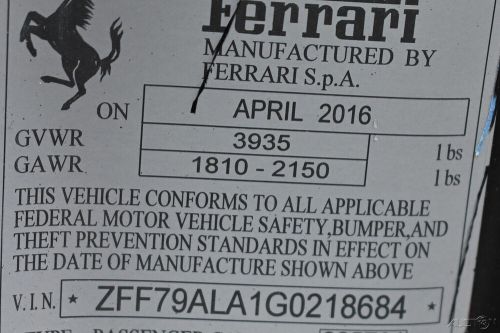 Ferrari
MANUFACTURED BY
FERRARI S.p.A.
ON APRIL 2016
GVWR 3935 lbs
GAWR 1810 - 2150 lbs
THIS VEHICLE CONFORMS TO ALL APPLICABLE
FEDERAL MOTOR VEHICLE SAFETY,BUMPER,AND
THEFT PREVENTION STANDARDS IN EFFECT ON
THE DATE OF MANUFACTURE SHOWN ABOVE
V.I.N. * ZFF79ALA1G0218684 *